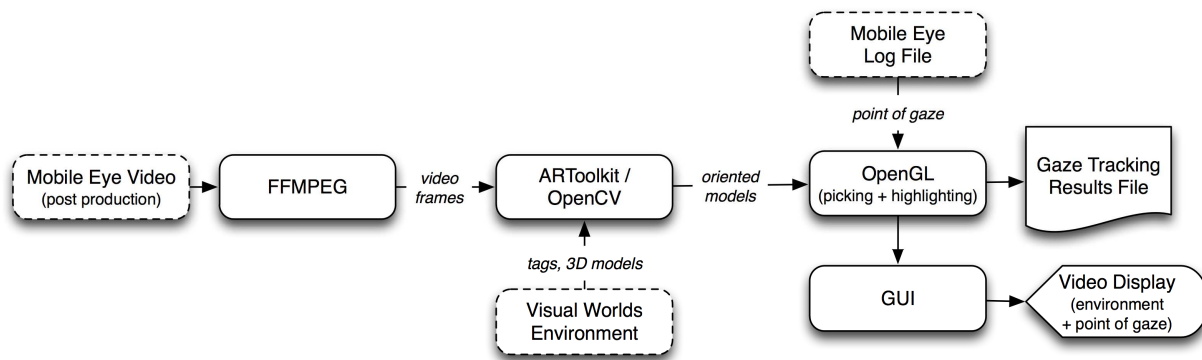 Mobile Eye
Log File
point of gaze
Mobile Eye Video
(post production)
FFMPEG
video
frames
ARToolkit /
OpenCV
oriented
models
OpenGL
(picking + highlighting)
Gaze Tracking
Results File
tags, 3D models
Visual Worlds
Environment
GUI
Video Display
(environment
+ point of gaze)